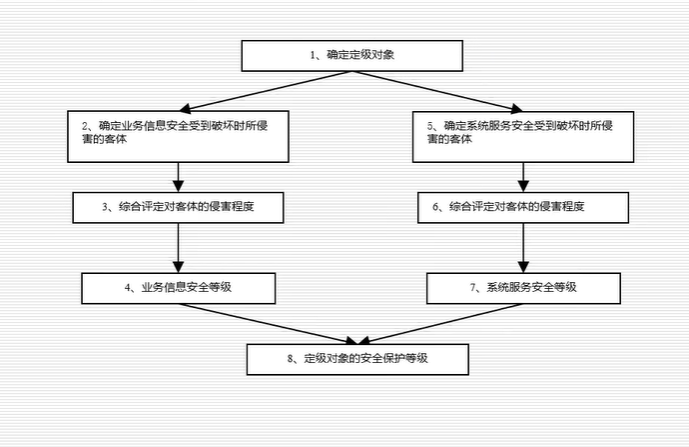 1、确定定级对象
2、确定业务信息安全受到破坏时所侵
害的客体
5、确定系统服务安全受到破坏时所侵
害的客体
3、综合评定对客体的侵害程度
6、综合评定对客体的侵害程度
4、业务信息安全等级
7、系统服务安全等级
8、定级对象的安全保护等级